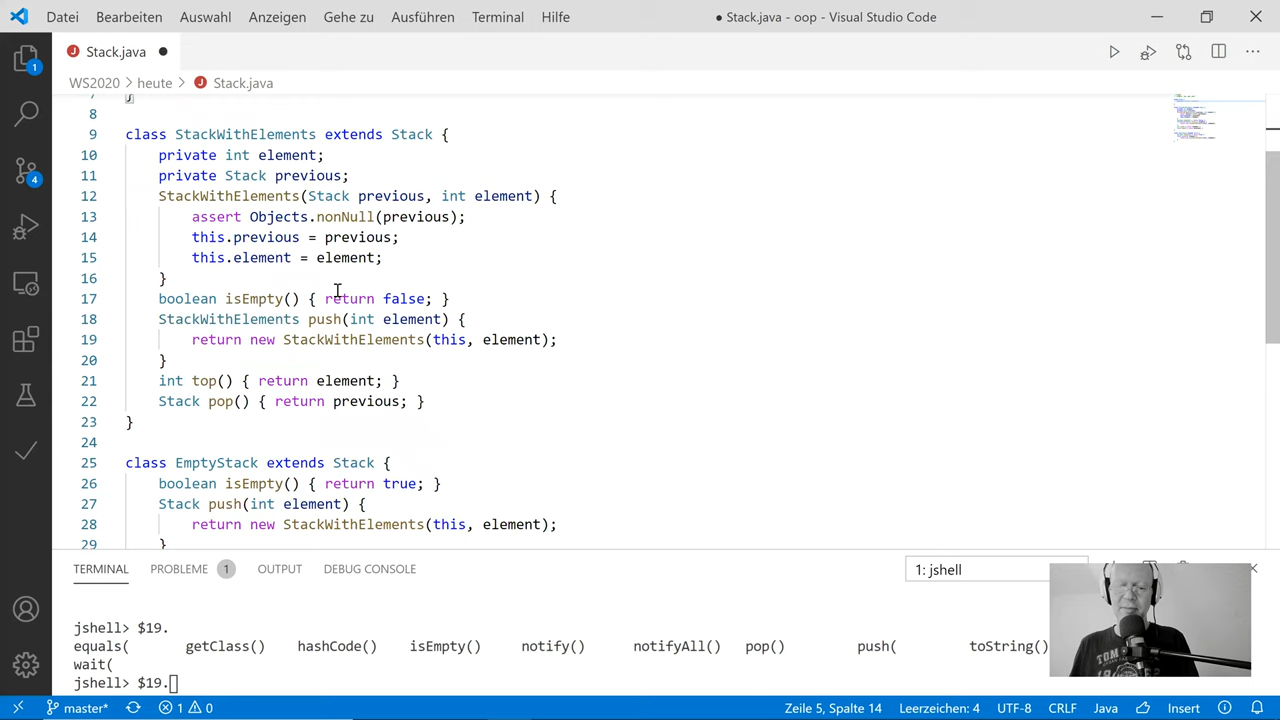 Datei Bearbeiten Auswahl Anzeigen Gehe zu Ausführen Terminal Hilfe ● Stack.java - oop - Visual Studio Code
Stack.java ●
WS2020 > heute > Stack.java
7 }
8
9 class StackWithElements extends Stack {
10 private int element;
11 private Stack previous;
12 StackWithElements(Stack previous, int element) {
13 assert Objects.nonNull(previous);
14 this.previous = previous;
15 this.element = element;
16 }
17 boolean isEmpty() { return false; }
18 StackWithElements push(int element) {
19 return new StackWithElements(this, element);
20 }
21 int top() { return element; }
22 Stack pop() { return previous; }
23 }
24
25 class EmptyStack extends Stack {
26 boolean isEmpty() { return true; }
27 Stack push(int element) {
28 return new StackWithElements(this, element);
29 }
1
4
TERMINAL PROBLEME 1 OUTPUT DEBUG CONSOLE 1: jshell
jshell> $19.
equals( getClass() hashCode() isEmpty() notify() notifyAll() pop() push( toString()
wait(
jshell> $19.
TOM
master* 1 0 Zeile 5, Spalte 14 Leerzeichen: 4 UTF-8 CRLF Java Insert